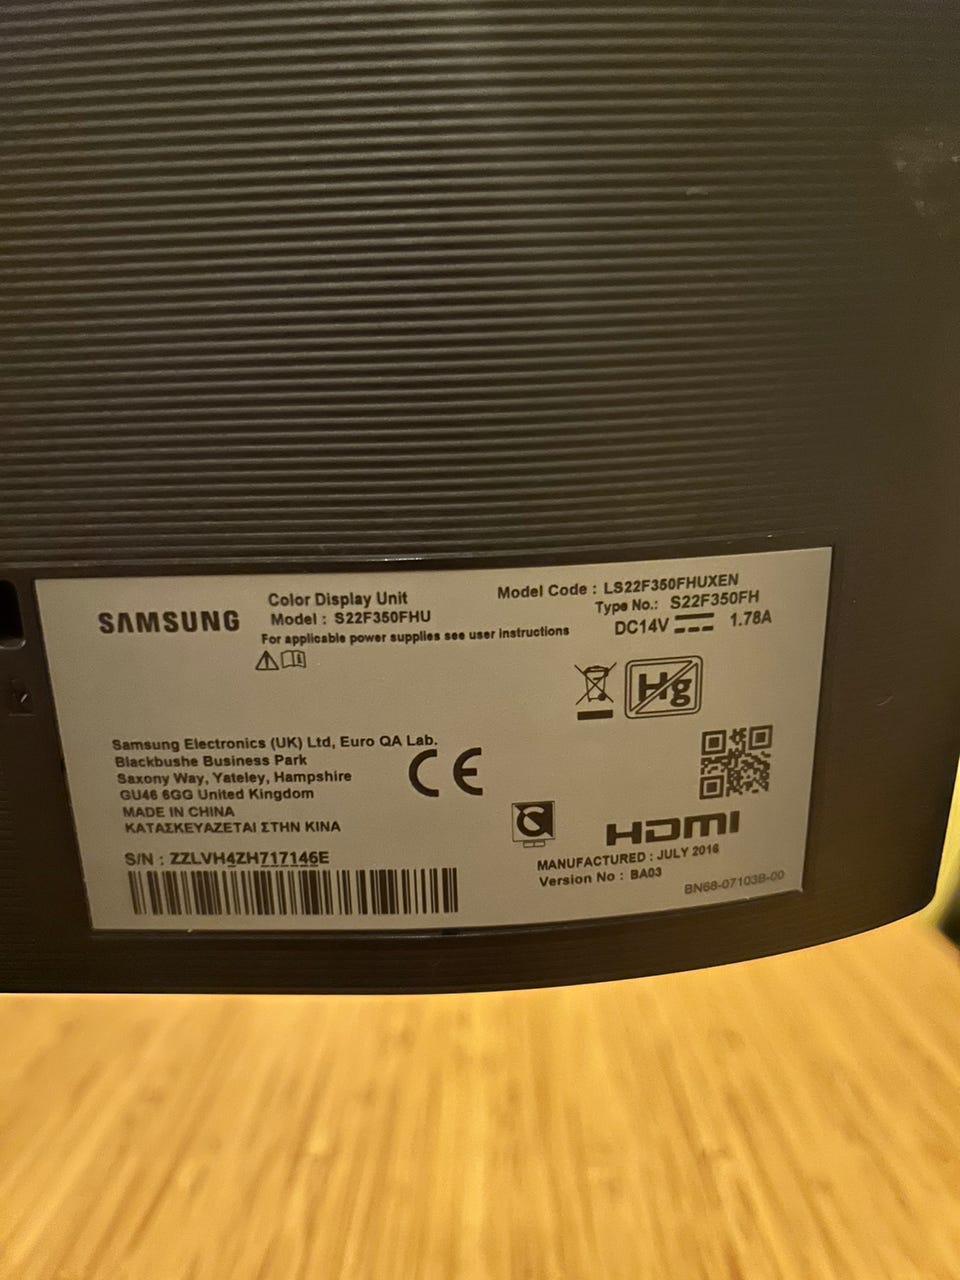 SAMSUNG
Color Display Unit
Model : S22F350FHU
For applicable power supplies see user instructions
Model Code : LS22F350FHUXEN
Type No.: S22F350FH
DC14V 1.78A
Hg
Samsung Electronics (UK) Ltd, Euro QA Lab.
Blackbushe Business Park
Saxony Way, Yateley, Hampshire
GU46 6GG United Kingdom
MADE IN CHINA
ΚΑΤΑΣΚΕΥΑΖΕΤΑΙ ΣΤΗΝ ΚΙΝΑ
CE
S/N : ZZLVH4ZH717146E
HDMI
MANUFACTURED : JULY 2016
Version No : BA03
BN68-07103B-00